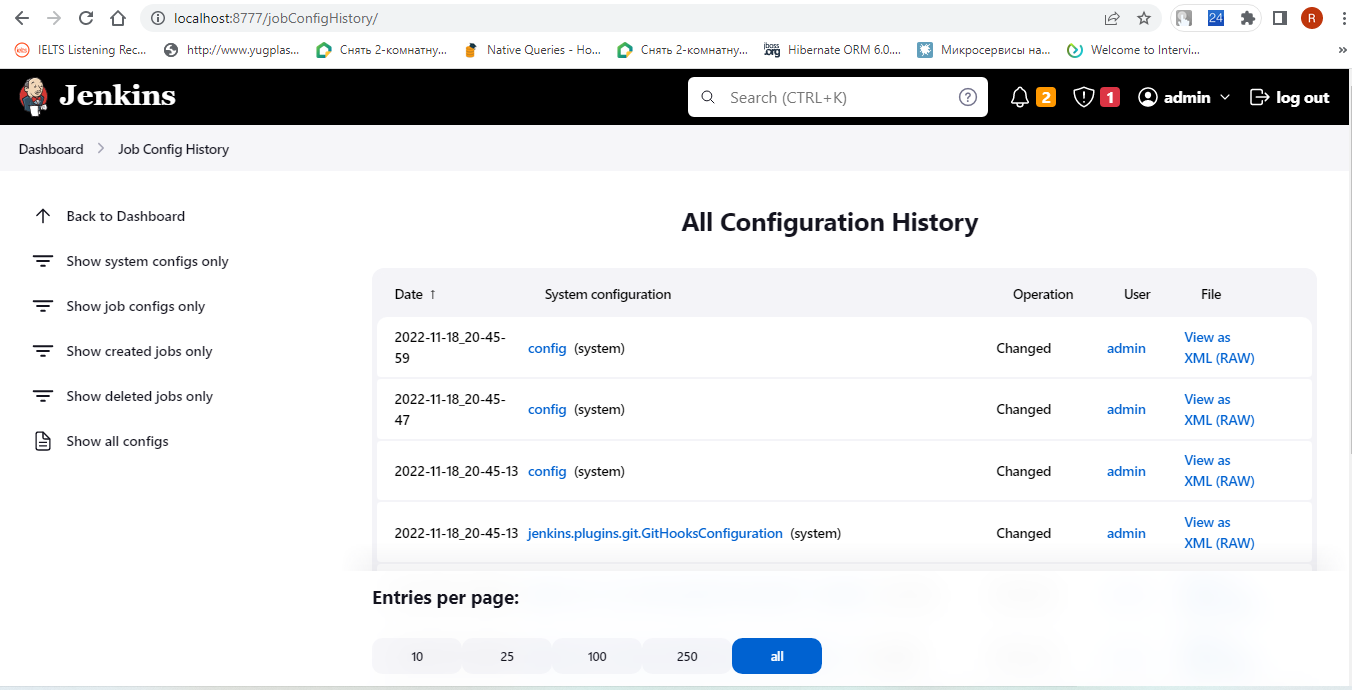 localhost:8777/jobConfigHistory/
24
R
IELTS Listening Rec...
http://www.yugplas...
Снять 2-комнатну...
Native Queries - Ho...
Снять 2-комнатну...
jboss.org
Hibernate ORM 6.0....
Микросервисы на...
Welcome to Intervi...
»
Jenkins
Search (CTRL+K)
?
2
1
admin
log out
Dashboard
Job Config History
Back to Dashboard
Show system configs only
Show job configs only
Show created jobs only
Show deleted jobs only
Show all configs
All Configuration History
Date ↑ System configuration Operation User File
2022-11-18_20-45-
59
config (system) Changed admin
View as
XML (RAW)
2022-11-18_20-45-
47
config (system) Changed admin
View as
XML (RAW)
2022-11-18_20-45-13 config (system) Changed admin
View as
XML (RAW)
2022-11-18_20-45-13 jenkins.plugins.git.GitHooksConfiguration (system) Changed admin
View as
XML (RAW)
Entries per page:
10 25 100 250 all